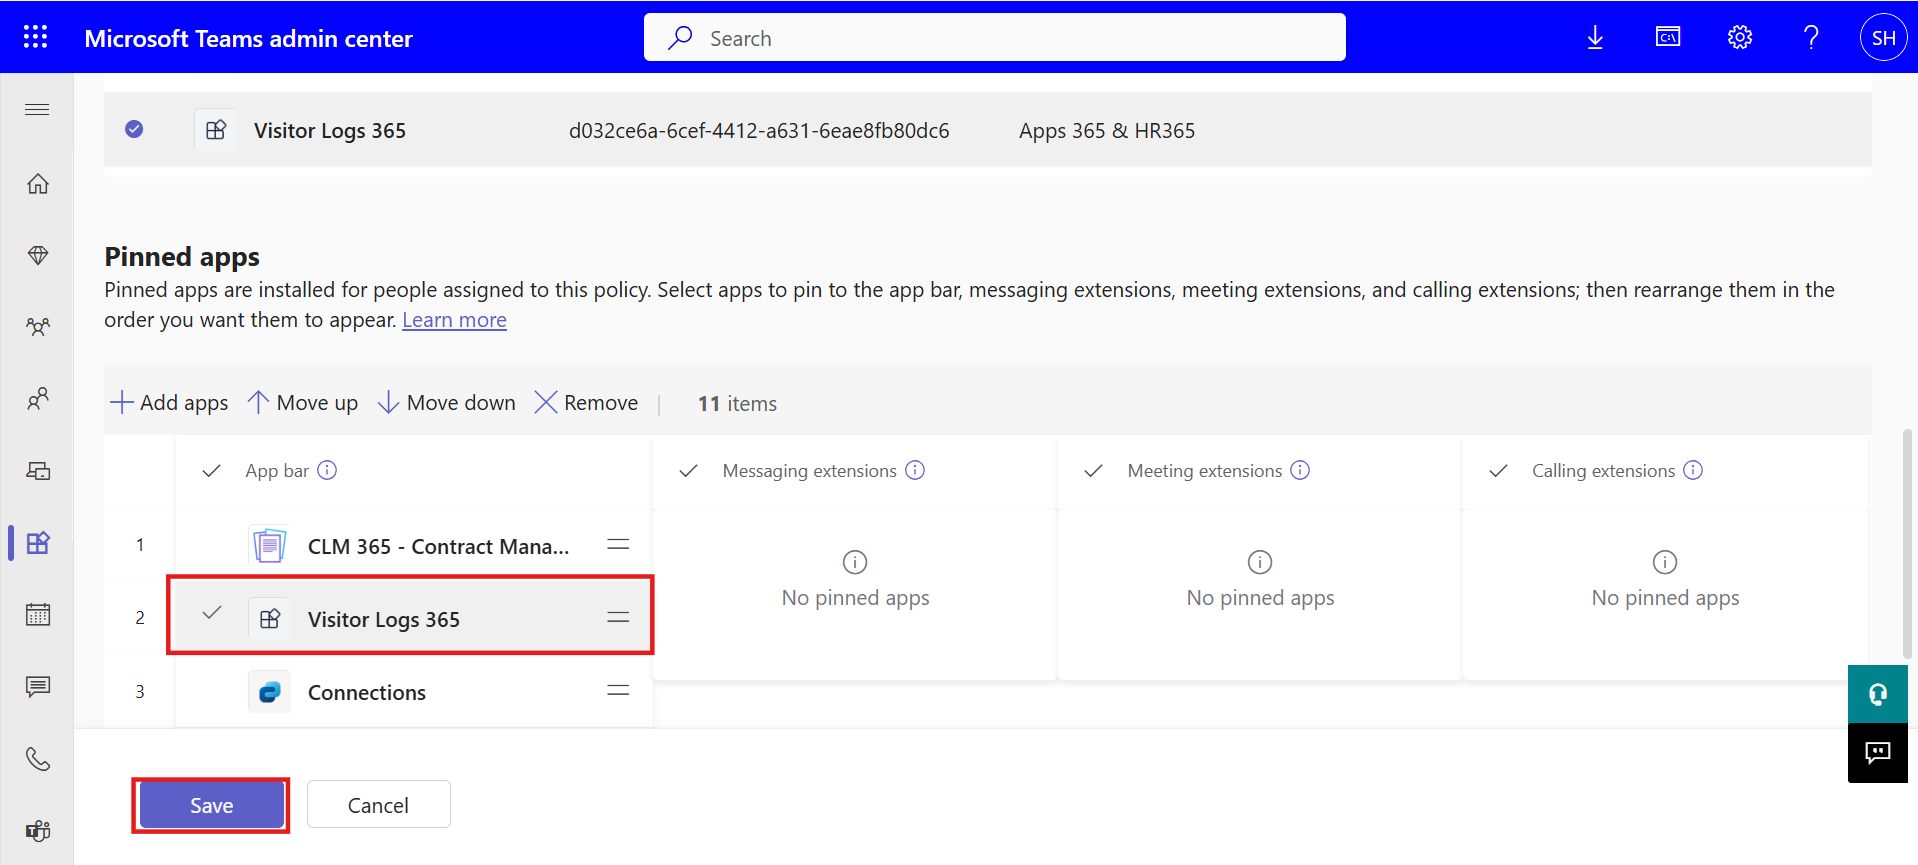 Microsoft Teams admin center
Search
SH
Visitor Logs 365 d032ce6a-6cef-4412-a631-6eae8fb80dc6 Apps 365 & HR365
Pinned apps
Pinned apps are installed for people assigned to this policy. Select apps to pin to the app bar, messaging extensions, meeting extensions, and calling extensions; then rearrange them in the
order you want them to appear. Learn more
Add apps Move up Move down Remove | 11 items
App bar Messaging extensions Meeting extensions Calling extensions
1 CLM 365 - Contract Mana...
No pinned apps No pinned apps No pinned apps
2 Visitor Logs 365
3 Connections
Save Cancel